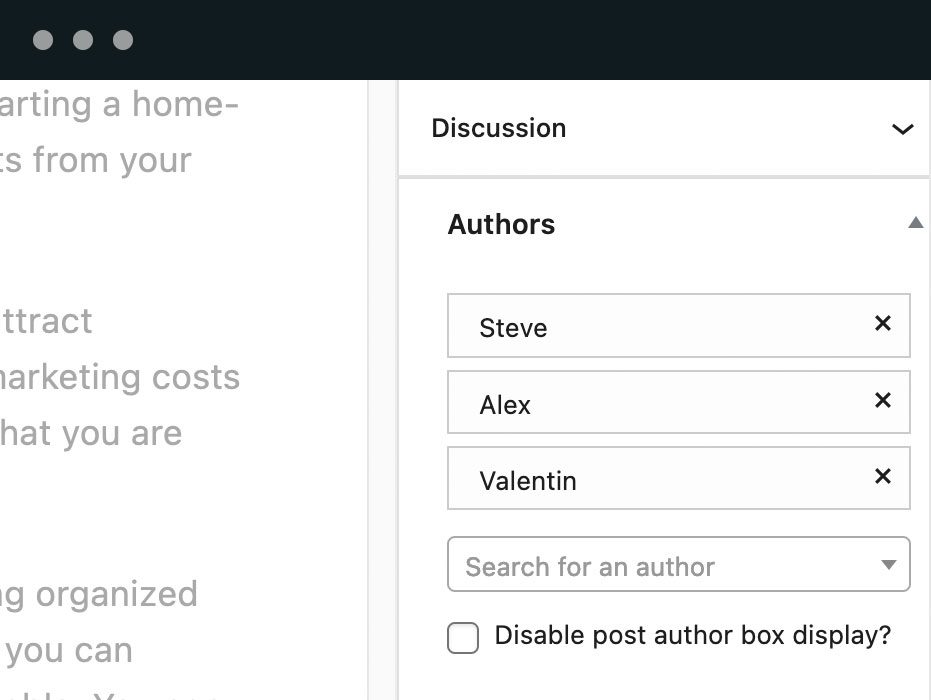 arting a home-
ts from your
ttract
marketing costs
hat you are
ng organized
you can
Discussion
Authors
Steve
Alex
Valentin
Search for an author
Disable post author box display?